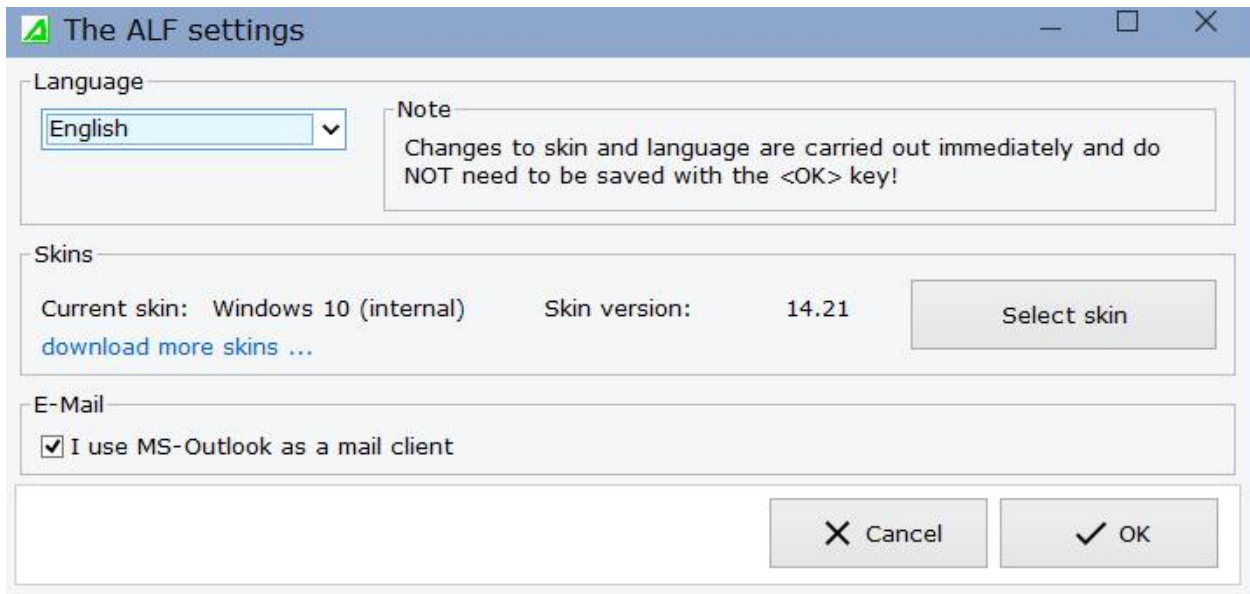 The ALF settings
Language
English
Note
Changes to skin and language are carried out immediately and do
NOT need to be saved with the <OK> key!
Skins
Current skin: Windows 10 (internal) Skin version: 14.21 Select skin
download more skins ...
E-Mail
I use MS-Outlook as a mail client
Cancel OK